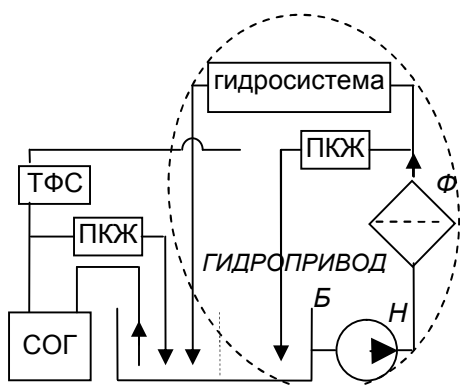 гидросистема
ПКЖ
ТФС
Ф
ПКЖ
ГИДРОПРИВОД
Б
Н
СОГ